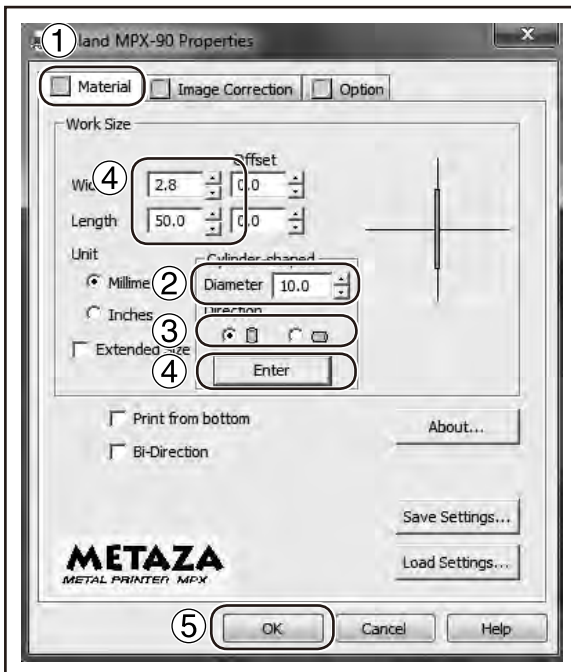 ① land MPX-90 Properties
Material Image Correction Option
Work Size
Offset
④
2.8 0.0
Length 50.0 0.0
Unit Cylinder-shaped
Millime ② Diameter 10.0
Inches Direction
③
Extended Size
④ Enter
Print from bottom About...
Bi-Direction
Save Settings...
METAZA Load Settings...
METAL PRINTER MPX
⑤ OK Cancel Help